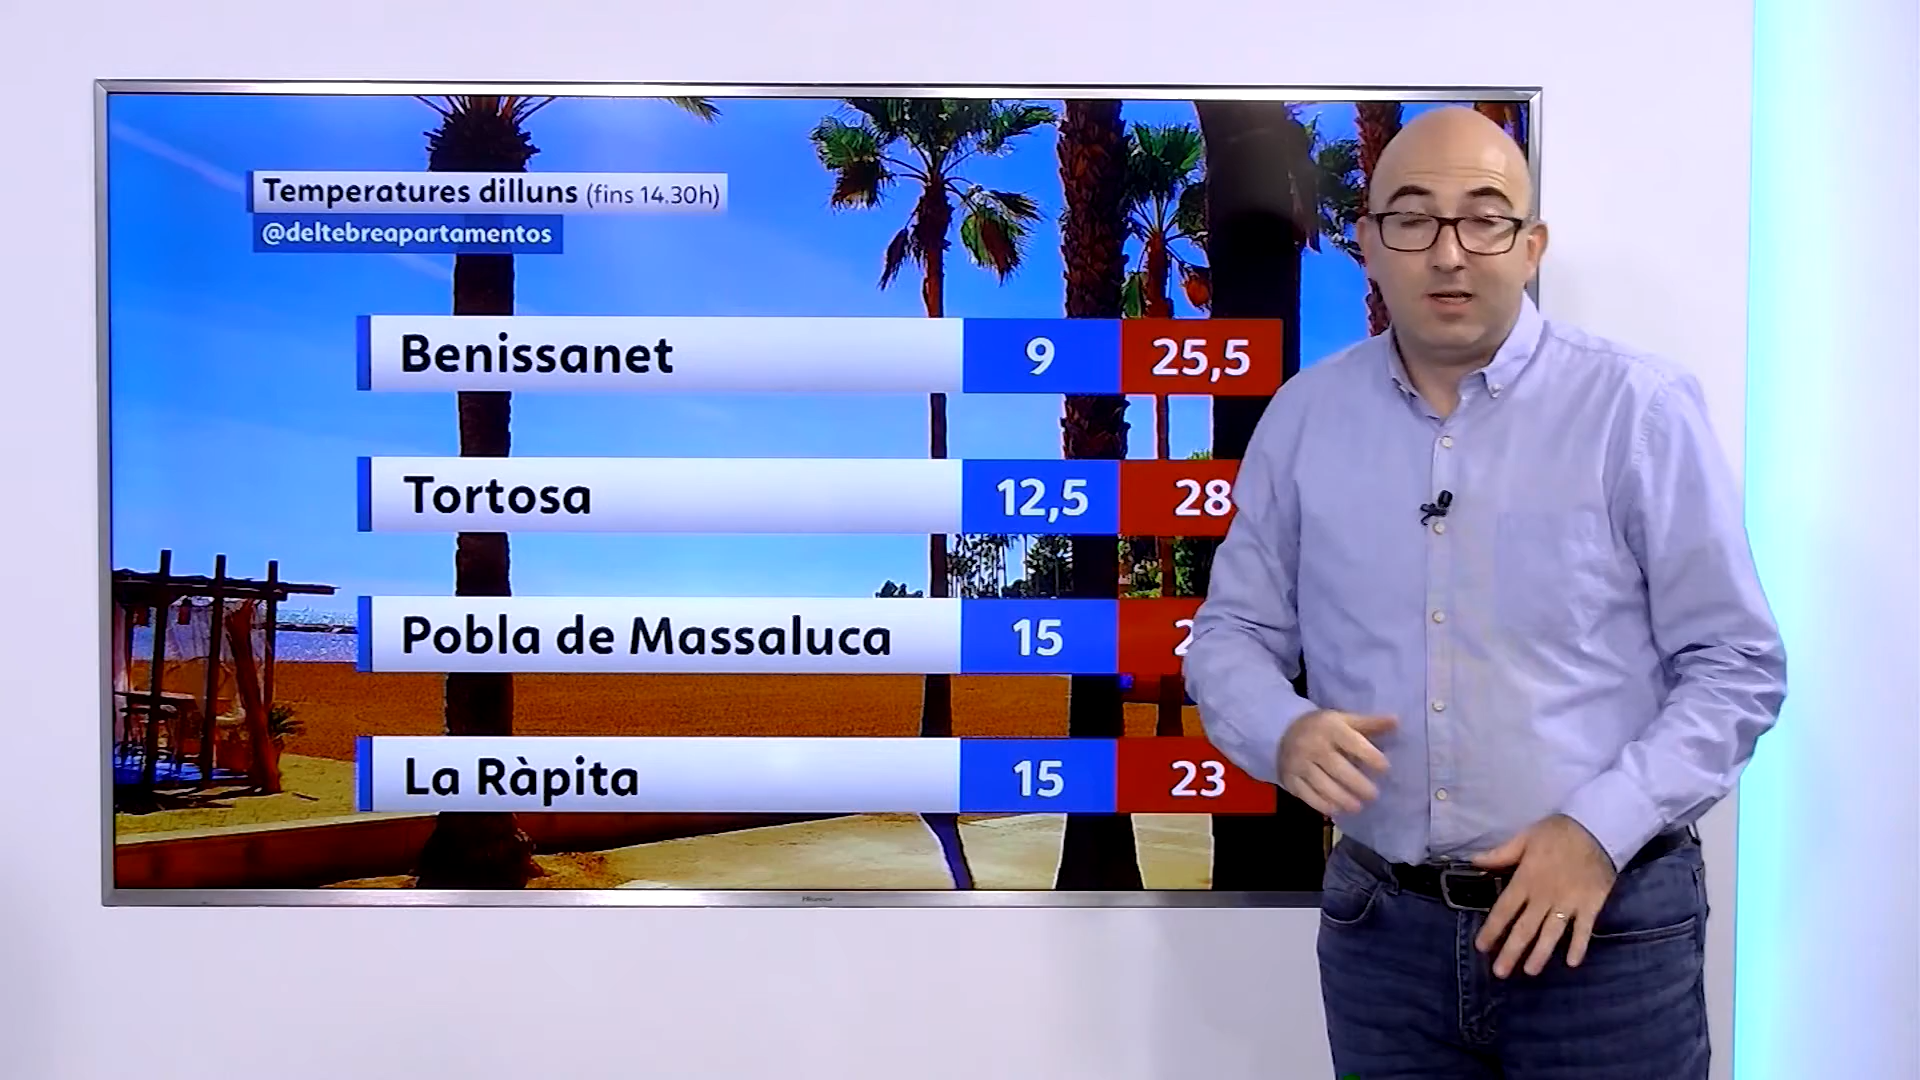 Temperatures dilluns (fins 14.30h)
@deltebreapartamentos
Benissanet 9 25,5
Tortosa 12,5 28
Pobla de Massaluca 15
La Ràpita 15 23
Hisense